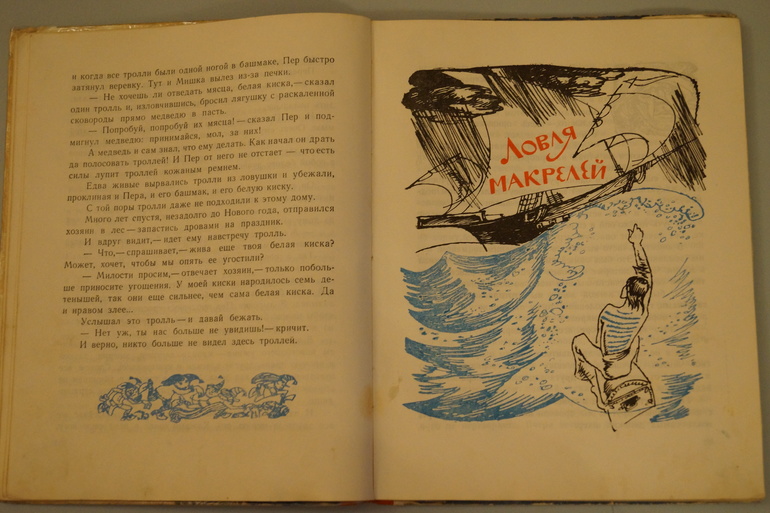 и когда все тролли были одной ногой в башмаке, Пер быстро
затянул веревку. Тут и Мишка вылез из-за печки.
— Не хочешь ли отведать мясца, белая киска,— сказал
один тролль и, изловчившись, бросил лягушку с раскаленной
сковороды прямо медведю в пасть.
— Попробуй, попробуй их мясца!— сказал Пер и под-
мигнул медведю: принимайся, мол, за них!
А медведь и сам знал, что ему делать. Как начал он драть
да полосовать троллей! И Пер от него не отстает — что есть
силы лупит троллей кожаным ремнем.
Едва живые вырвались тролли из ловушки и убежали,
проклиная и Пера, и его башмак, и его белую киску.
С той поры тролли даже не подходили к этому дому.
Много лет спустя, незадолго до Нового года, отправился
хозяин в лес— запастись дровами на праздник.
И вдруг видит,— идет ему навстречу тролль.
— Что,— спрашивает,— жива еще твоя белая киска?
Может, хочет, чтобы мы опять ее угостили?
— Милости просим,— отвечает хозяин,— только поболь-
ше приносите угощения. У моей киски народилось семь де-
тенышей, так они еще сильнее, чем сама белая киска. Да
и нравом злее...
Услышал это тролль— и давай бежать.
— Нет уж, ты нас больше не увидишь!— кричит.
И верно, никто больше не видел здесь троллей.
Ловля
макрелей